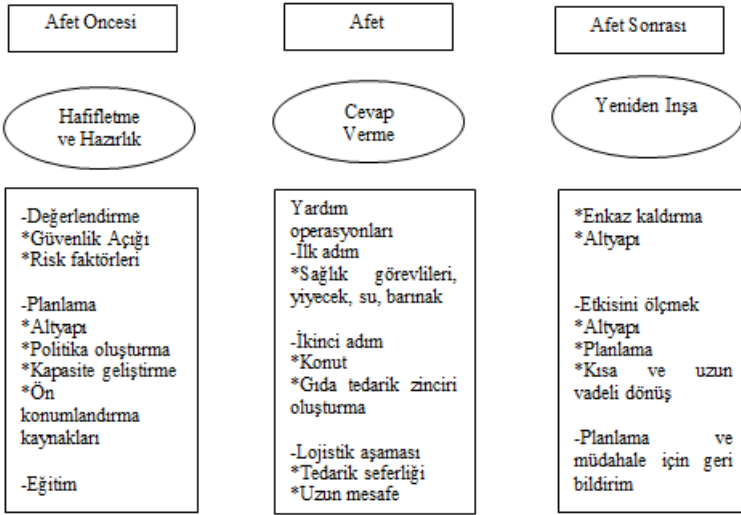 Afet Öncesi
Afet
Afet Sonrası
Hafifletme
ve Hazırlık
Cevap
Verme
Yeniden İnşa
-Değerlendirme
*Güvenlik Açığı
*Risk faktörleri
-Planlama
*Altyapı
*Politika oluşturma
*Kapasite geliştirme
*Ön
konumlandırma
kaynakları
-Eğitim
Yardım
operasyonları
-İlk adım
*Sağlık görevlileri,
yiyecek, su, barınak
-İkinci adım
*Konut
*Gıda tedarik zinciri
oluşturma
-Lojistik aşaması
*Tedarik seferliği
*Uzun mesafe
*Enkaz kaldırma
*Altyapı
-Etkisini ölçmek
*Altyapı
*Planlama
*Kısa ve uzun
vadeli dönüş
-Planlama ve
müdahale için geri
bildirim